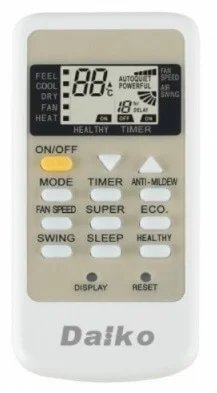 FEEL
COOL
DRY
FAN
HEAT
88°C
AUTOQUIET
POWERFUL
18 hr
DELAY
ON OFF ON
FAN SPEED
AIR SWING
HEALTHY TIMER
ON/OFF
MODE TIMER ANTI-MILDEW
FAN SPEED SUPER ECO.
SWING SLEEP HEALTHY
DISPLAY RESET
Daiko